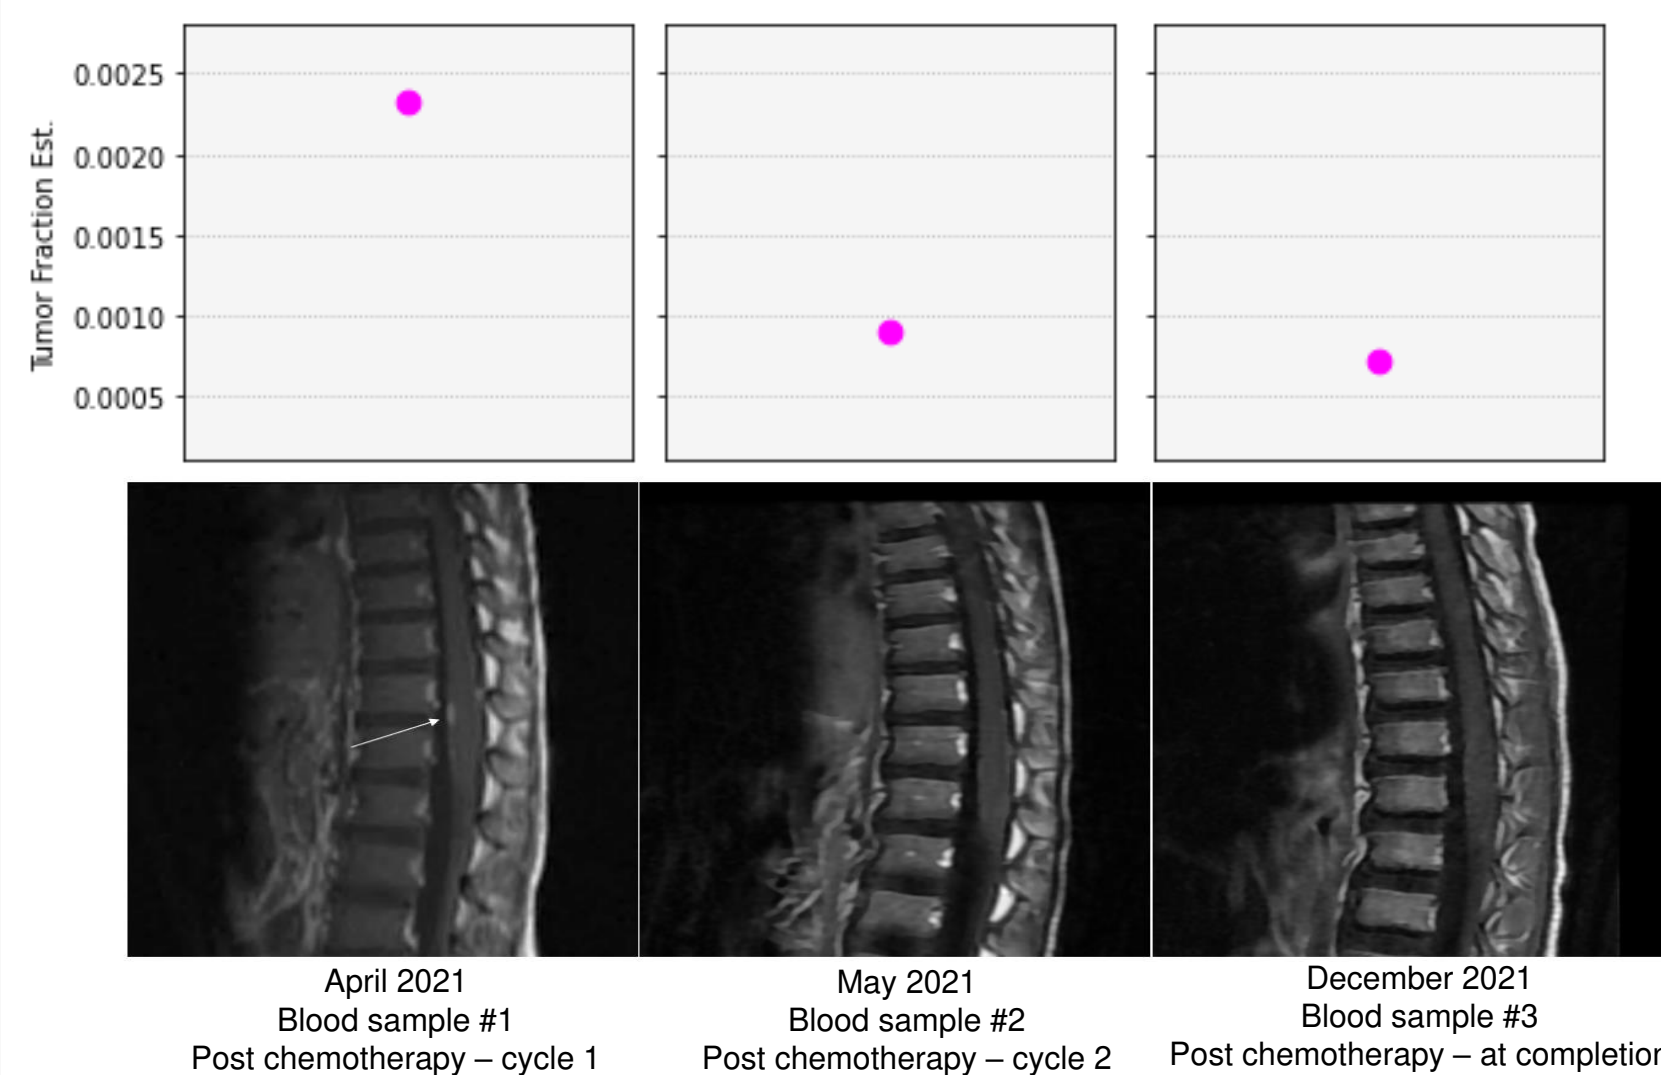 Tumor Fraction Est.
0.0025
0.0020
0.0015
0.0010
0.0005
April 2021
Blood sample #1
Post chemotherapy – cycle 1
May 2021
Blood sample #2
Post chemotherapy – cycle 2
December 2021
Blood sample #3
Post chemotherapy – at completion